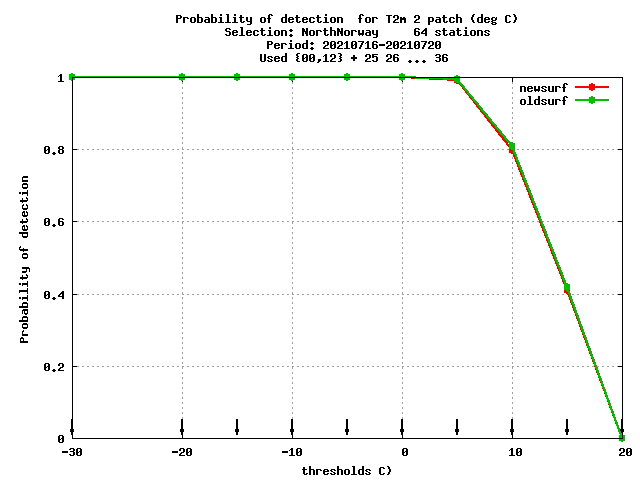 Probability of detection  for T2m 2 patch (deg C)
Selection: NorthNorway     64 stations
Period: 20210716-20210720
Used {00,12} + 25 26 ... 36
newsurf
oldsurf
1
0.8
0.6
0.4
0.2
0
Probability of detection
-30
-20
-10
0
10
20
thresholds C)